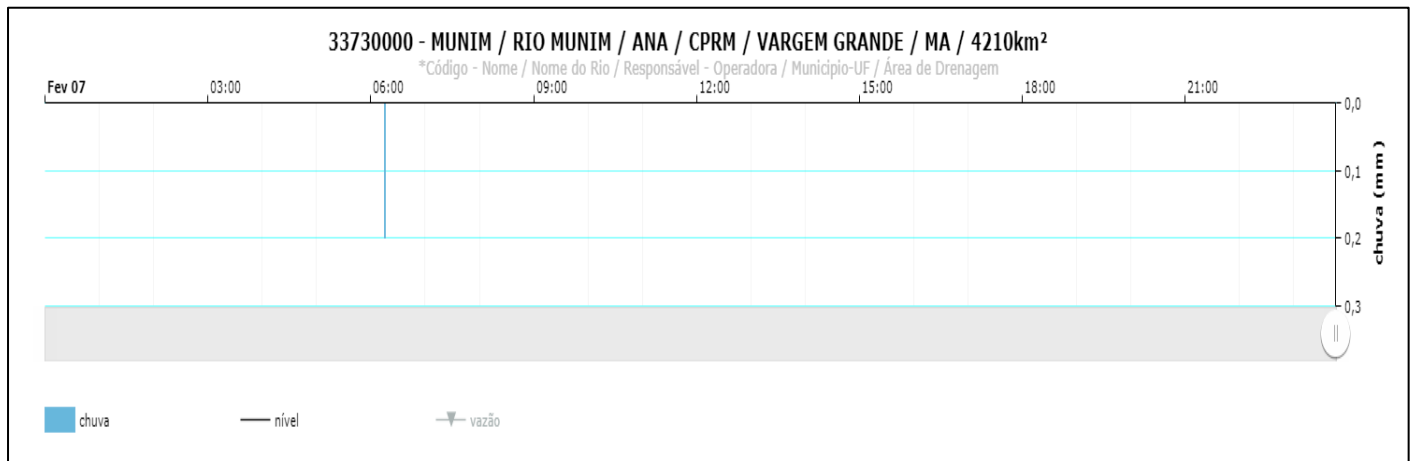 33730000 - MUNIM / RIO MUNIM / ANA / CPRM / VARGEM GRANDE / MA / 4210km²
*Código - Nome / Nome do Rio / Responsável - Operadora / Municipio-UF / Área de Drenagem
Fev 07 03:00 06:00 09:00 12:00 15:00 18:00 21:00
0,0
0,1
0,2
0,3
chuva (mm)
chuva nível vazão